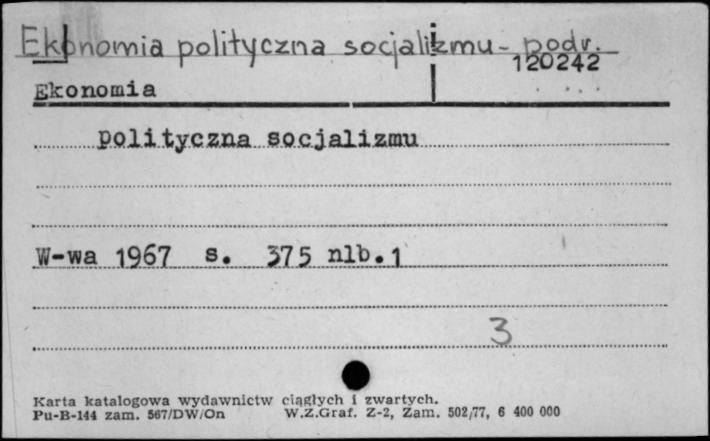 Ekonomia polityczna socjalizmu - podr.
120242
Ekonomia
polityczna socjalizmu
W-wa 1967 s. 375 nlb.1
3
Karta katalogowa wydawnictw ciągłych i zwartych.
Pu-B-144 zam. 567/DW/On W.Z.Graf. Z-2, Zam. 502/77, 6 400 000